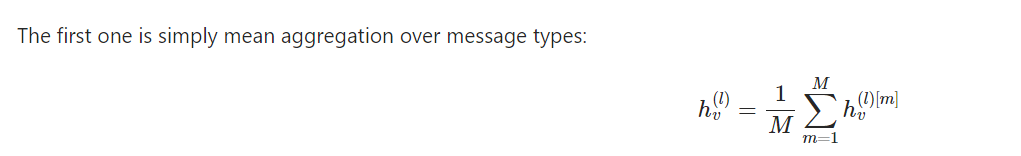 The first one is simply mean aggregation over message types:
$h_v^{(l)} = \frac{1}{M} \sum_{m=1}^{M} h_v^{(l)[m]}$